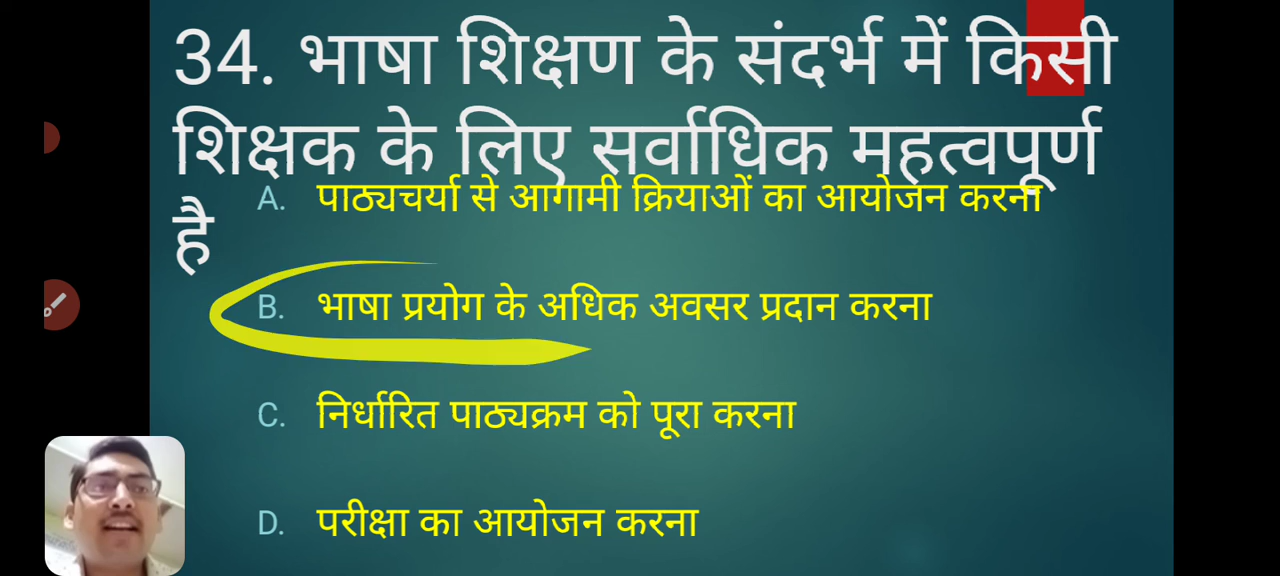 34. भाषा शिक्षण के संदर्भ में किसी
शिक्षक के लिए सर्वाधिक महत्वपूर्ण
है
A. पाठ्यचर्या से आगामी क्रियाओं का आयोजन करना
B. भाषा प्रयोग के अधिक अवसर प्रदान करना
C. निर्धारित पाठ्यक्रम को पूरा करना
D. परीक्षा का आयोजन करना